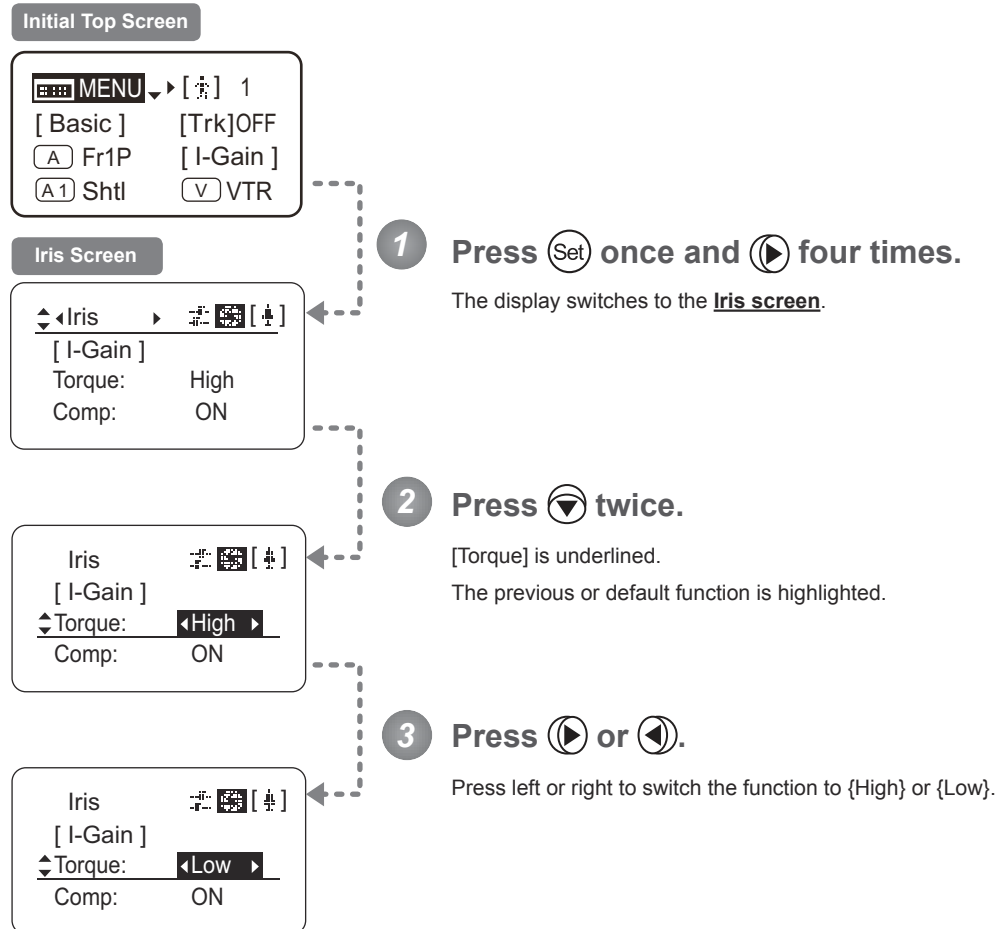 Initial Top Screen
MENU [ ] 1
[ Basic ] [Trk]OFF
A Fr1P [ I-Gain ]
A 1 Shtl V VTR
1 Press Set once and four times.
The display switches to the Iris screen.
Iris Screen
Iris [ ]
[ I-Gain ]
Torque: High
Comp: ON
2 Press twice.
[Torque] is underlined.
The previous or default function is highlighted.
Iris [ ]
[ I-Gain ]
Torque: High
Comp: ON
3 Press or .
Press left or right to switch the function to {High} or {Low}.
Iris [ ]
[ I-Gain ]
Torque: Low
Comp: ON